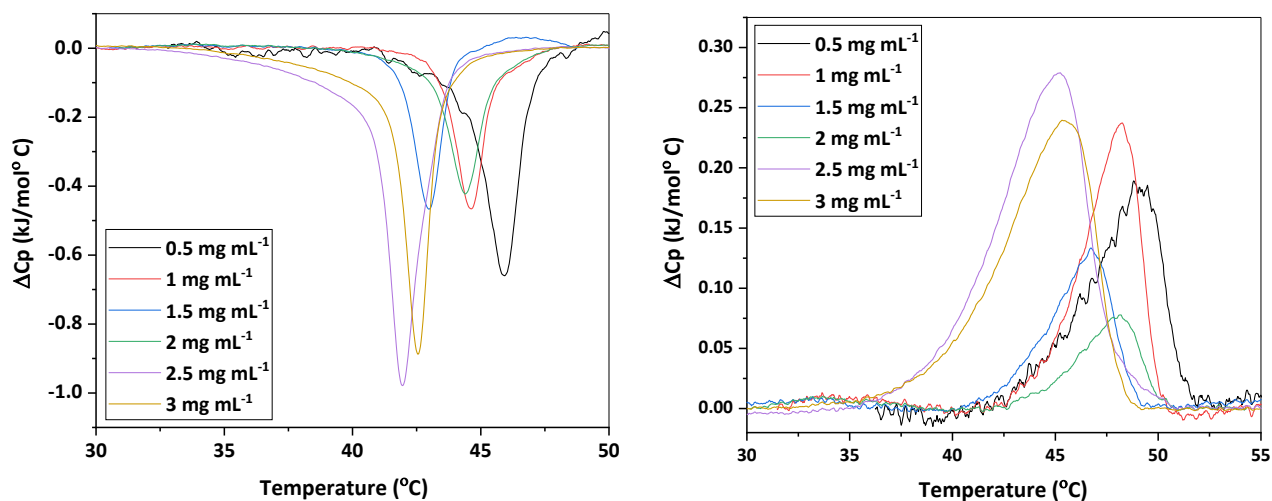 0.0
-0.2
-0.4
-0.6
-0.8
-1.0
ΔCp (kJ/mol° C)
0.5 mg mL⁻¹
1 mg mL⁻¹
1.5 mg mL⁻¹
2 mg mL⁻¹
2.5 mg mL⁻¹
3 mg mL⁻¹
30 35 40 45 50
Temperature (°C)
0.30
0.25
0.20
0.15
0.10
0.05
0.00
ΔCp (kJ/mol° C)
0.5 mg mL⁻¹
1 mg mL⁻¹
1.5 mg mL⁻¹
2 mg mL⁻¹
2.5 mg mL⁻¹
3 mg mL⁻¹
30 35 40 45 50 55
Temperature (°C)